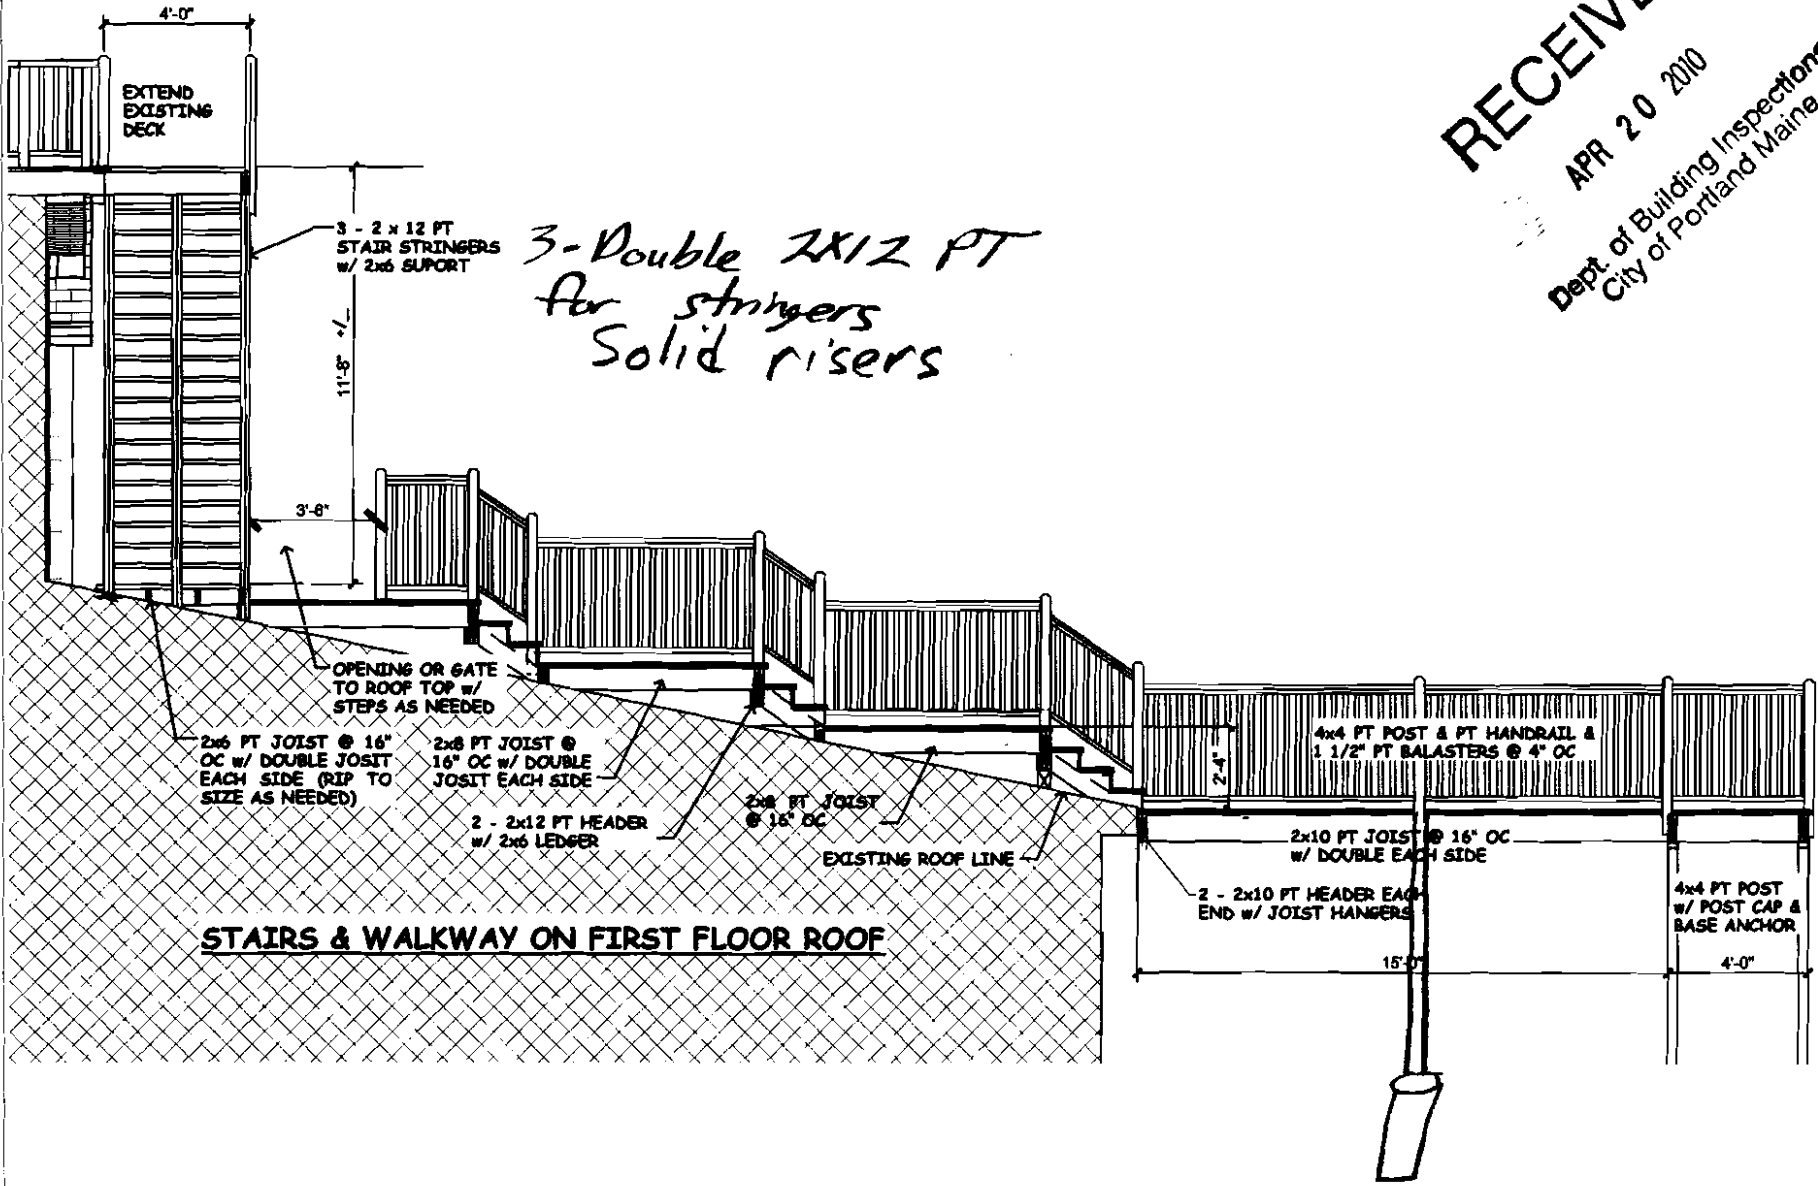 4'-0"
RECEIVE
APR 20 2010
Dept. of Building Inspections
City of Portland Maine
EXTEND
EXISTING
DECK
3 - 2 x 12 PT
STAIR STRINGERS
w/ 2x6 SUPORT
3-Double 2x12 PT
for stringers
Solid risers
11'-8" +/_
3'-6"
OPENING OR GATE
TO ROOF TOP w/
STEPS AS NEEDED
2x6 PT JOIST @ 16"
OC w/ DOUBLE JOSIT
EACH SIDE (RIP TO
SIZE AS NEEDED)
2x8 PT JOIST @
16" OC w/ DOUBLE
JOSIT EACH SIDE
2 - 2x12 PT HEADER
w/ 2x6 LEDGER
2x8 PT JOIST
@ 16" OC
EXISTING ROOF LINE
2'-4"
4x4 PT POST & PT HANDRAIL &
1 1/2" PT BALASTERS @ 4" OC
2x10 PT JOIST @ 16" OC
w/ DOUBLE EACH SIDE
2 - 2x10 PT HEADER EACH
END w/ JOIST HANGERS
4x4 PT POST
w/ POST CAP &
BASE ANCHOR
15'-0"
4'-0"
STAIRS & WALKWAY ON FIRST FLOOR ROOF